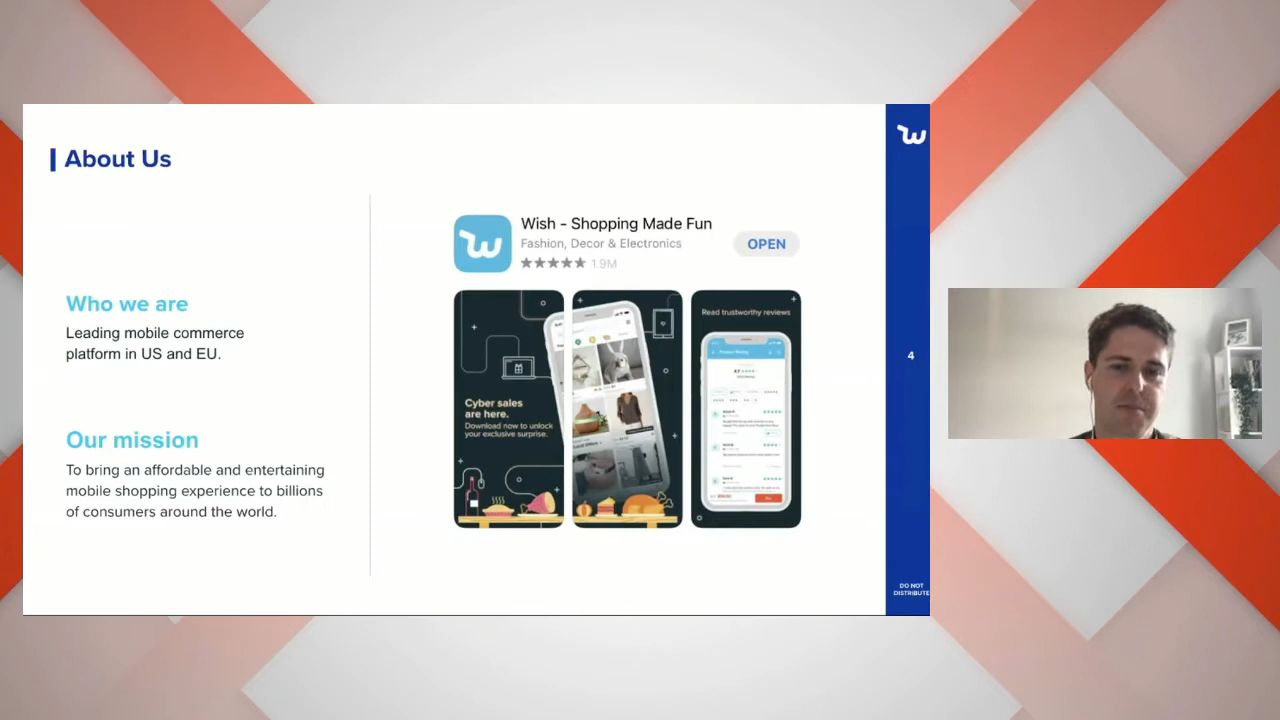 About Us
Who we are
Leading mobile commerce
platform in US and EU.
Our mission
To bring an affordable and entertaining
mobile shopping experience to billions
of consumers around the world.
Wish - Shopping Made Fun
Fashion, Decor & Electronics
1.9M
OPEN
Cyber sales
are here.
Download now to unlock
your exclusive surprise.
Read trustworthy reviews
4
DO NOT
DISTRIBUTE